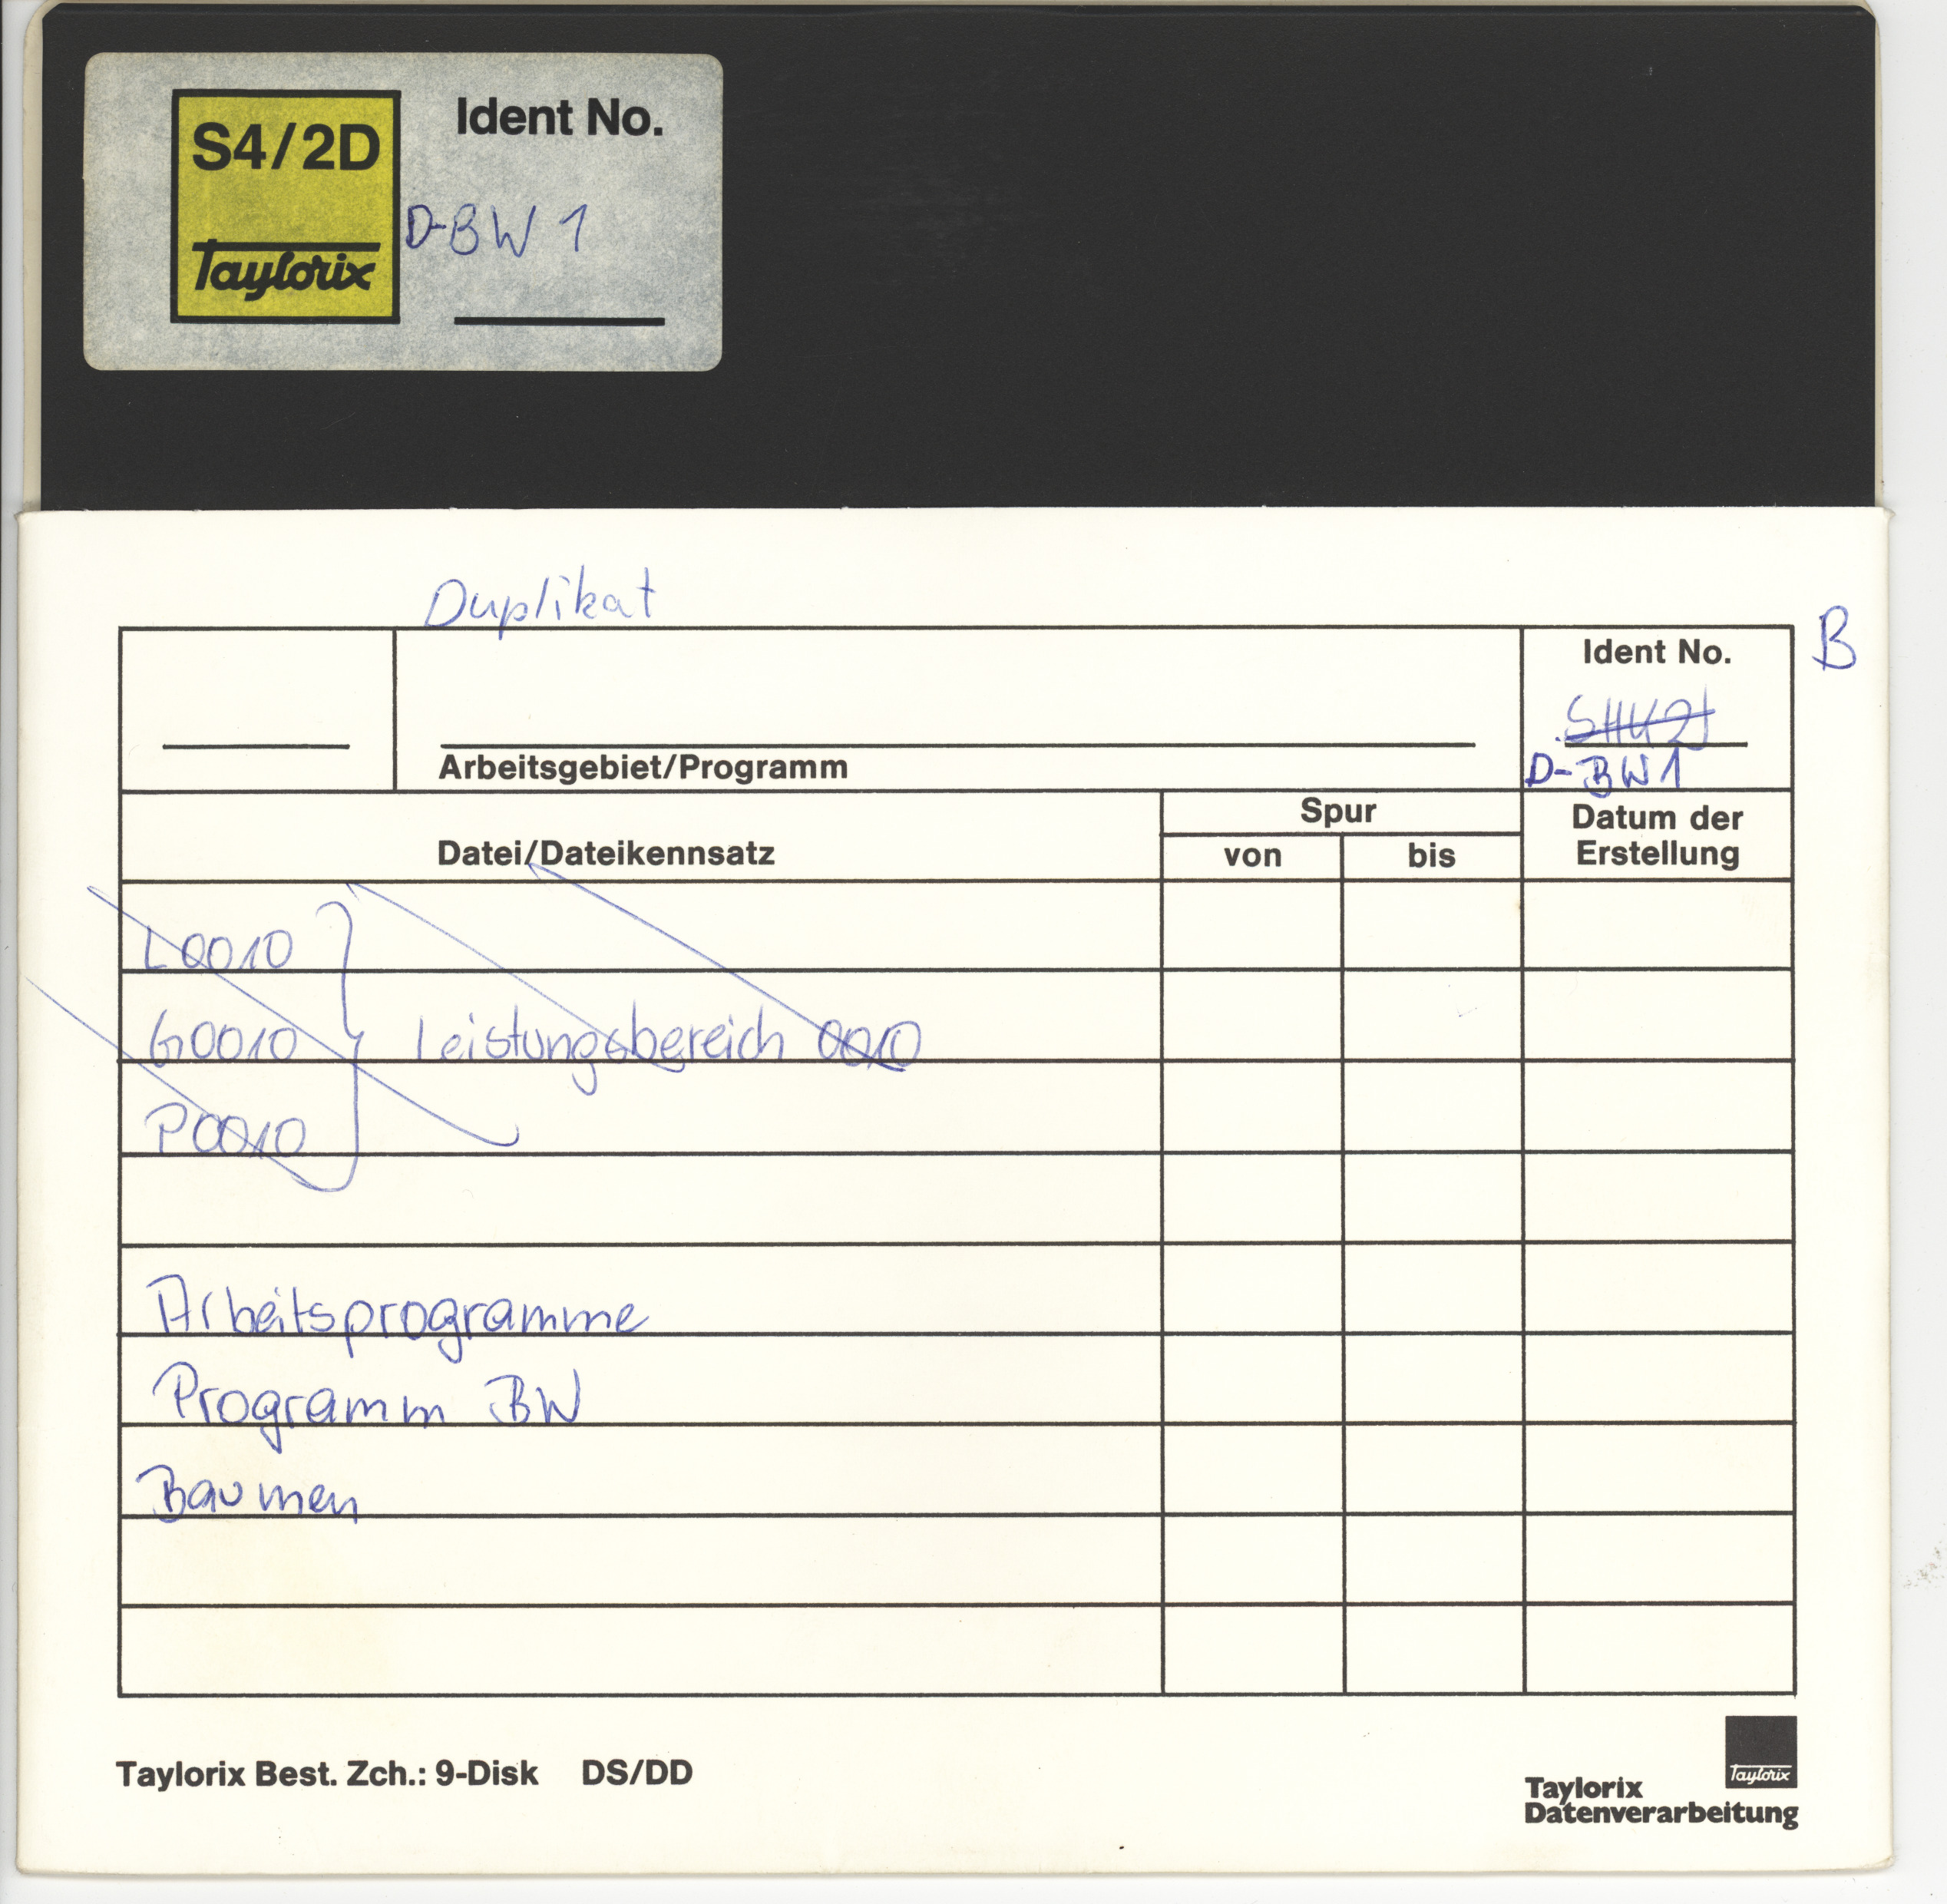 S4/2D
Ident No.
D-BW 1
Taylorix
Duplikat
B
Ident No.
D-BW1
Arbeitsgebiet/Programm
Datei/Dateikennsatz
Spur
von
bis
Datum der
Erstellung
L0010
G0010 Leistungsbereich 0010
P0010
Arbeitsprogramme
Programm BW
Baumen
Taylorix Best. Zch.: 9-Disk DS/DD
Taylorix
Taylorix
Datenverarbeitung